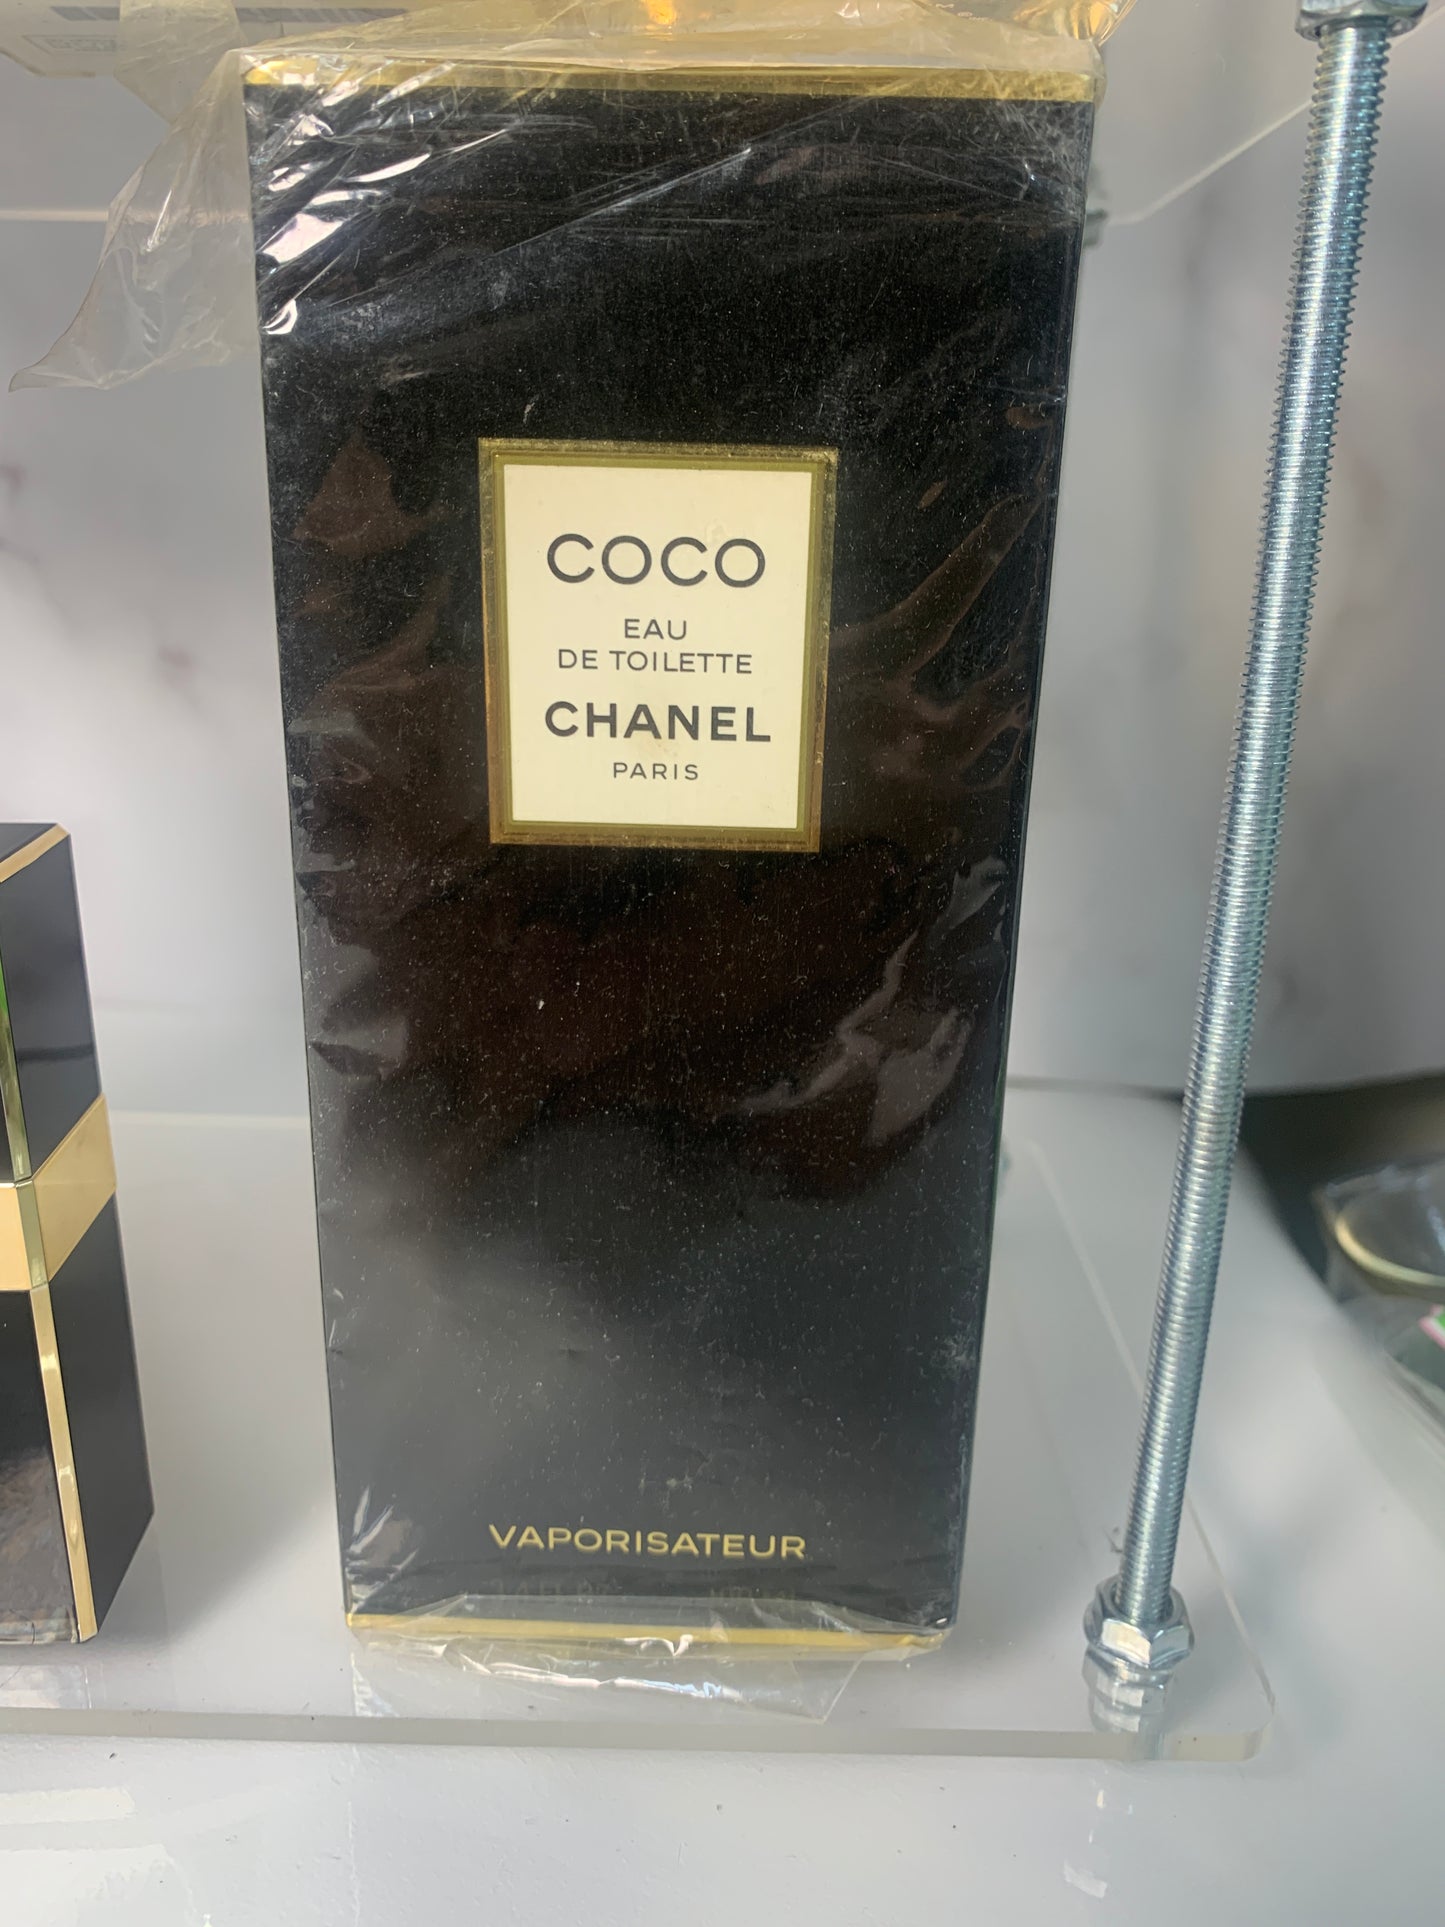 COCO
EAU
DE TOILETTE
CHANEL
PARIS
VAPORISATEUR